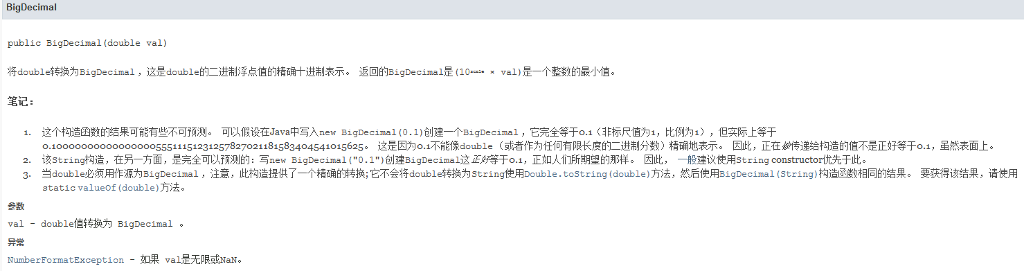 BigDecimal
public BigDecimal(double val)
将double转换为BigDecimal ，这是double的二进制浮点值的精确十进制表示。 返回的BigDecimal是(10scale × val)是一个整数的最小值。
笔记：
1. 这个构造函数的结果可能有些不可预测。 可以假设在Java中写入new BigDecimal(0.1)创建一个BigDecimal ，它完全等于0.1（非标尺值为1，比例为1），但实际上等于
0.1000000000000000055511151231257827021181583404541015625。 这是因为0.1不能像double （或者作为任何有限长度的二进制分数）精确地表示。 因此，正在被传递给构造的值不是正好等于0.1，虽然表面上。
2. 该String构造，在另一方面，是完全可以预测的：写new BigDecimal("0.1")创建BigDecimal这正好等于0.1，正如人们所期望的那样。 因此， 一般建议使用String constructor优先于此。
3. 当double必须用作源为BigDecimal ，注意，此构造提供了一个精确的转换;它不会将double转换为String使用Double.toString(double)方法，然后使用BigDecimal(String)构造函数相同的结果。 要获得该结果，请使用
static valueOf(double)方法。
参数
val - double值转换为 BigDecimal 。
异常
NumberFormatException - 如果 val是无限或NaN。